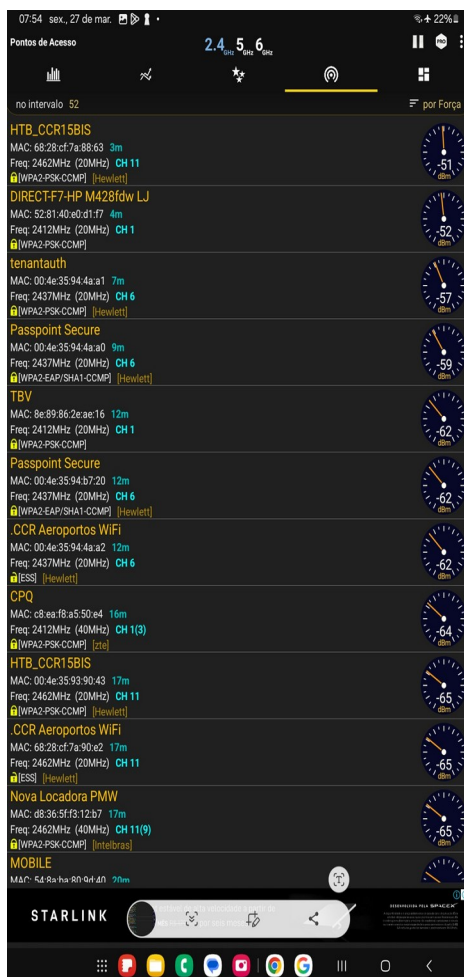 07:54 sex., 27 de mar.
22%
Pontos de Acesso
2.4GHz 5GHz 6GHz
PRO
no intervalo 52
por Força
HTB_CCR15BIS
MAC: 68:28:cf:7a:88:63 3m
Freq: 2462MHz (20MHz) CH 11
[WPA2-PSK-CCMP] [Hewlett]
-51
dBm
DIRECT-F7-HP M428fdw LJ
MAC: 52:81:40:e0:d1:f7 4m
Freq: 2412MHz (20MHz) CH 1
[WPA2-PSK-CCMP]
-52
dBm
tenantauth
MAC: 00:4e:35:94:4a:a1 7m
Freq: 2437MHz (20MHz) CH 6
[WPA2-PSK-CCMP] [Hewlett]
-57
dBm
Passpoint Secure
MAC: 00:4e:35:94:4a:a0 9m
Freq: 2437MHz (20MHz) CH 6
[WPA2-EAP/SHA1-CCMP] [Hewlett]
-59
dBm
TBV
MAC: 8e:89:86:2e:ae:16 12m
Freq: 2412MHz (20MHz) CH 1
[WPA2-PSK-CCMP]
-62
dBm
Passpoint Secure
MAC: 00:4e:35:94:b7:20 12m
Freq: 2437MHz (20MHz) CH 6
[WPA2-EAP/SHA1-CCMP] [Hewlett]
-62
dBm
.CCR Aeroportos WiFi
MAC: 00:4e:35:94:4a:a2 12m
Freq: 2437MHz (20MHz) CH 6
[ESS] [Hewlett]
-62
dBm
CPQ
MAC: c8:ea:f8:a5:50:e4 16m
Freq: 2412MHz (40MHz) CH 1(3)
[WPA2-PSK-CCMP] [zte]
-64
dBm
HTB_CCR15BIS
MAC: 00:4e:35:93:90:43 17m
Freq: 2462MHz (20MHz) CH 11
[WPA2-PSK-CCMP] [Hewlett]
-65
dBm
.CCR Aeroportos WiFi
MAC: 68:28:cf:7a:90:e2 17m
Freq: 2462MHz (20MHz) CH 11
[ESS] [Hewlett]
-65
dBm
Nova Locadora PMW
MAC: d8:36:5f:f3:12:b7 17m
Freq: 2462MHz (40MHz) CH 11(9)
[WPA2-PSK-CCMP] [Intelbras]
-65
dBm
MOBILE
MAC: 54:8a:ba:80:9d:40 20m
STARLINK
DESENVOLVIDA PELA SPACEX